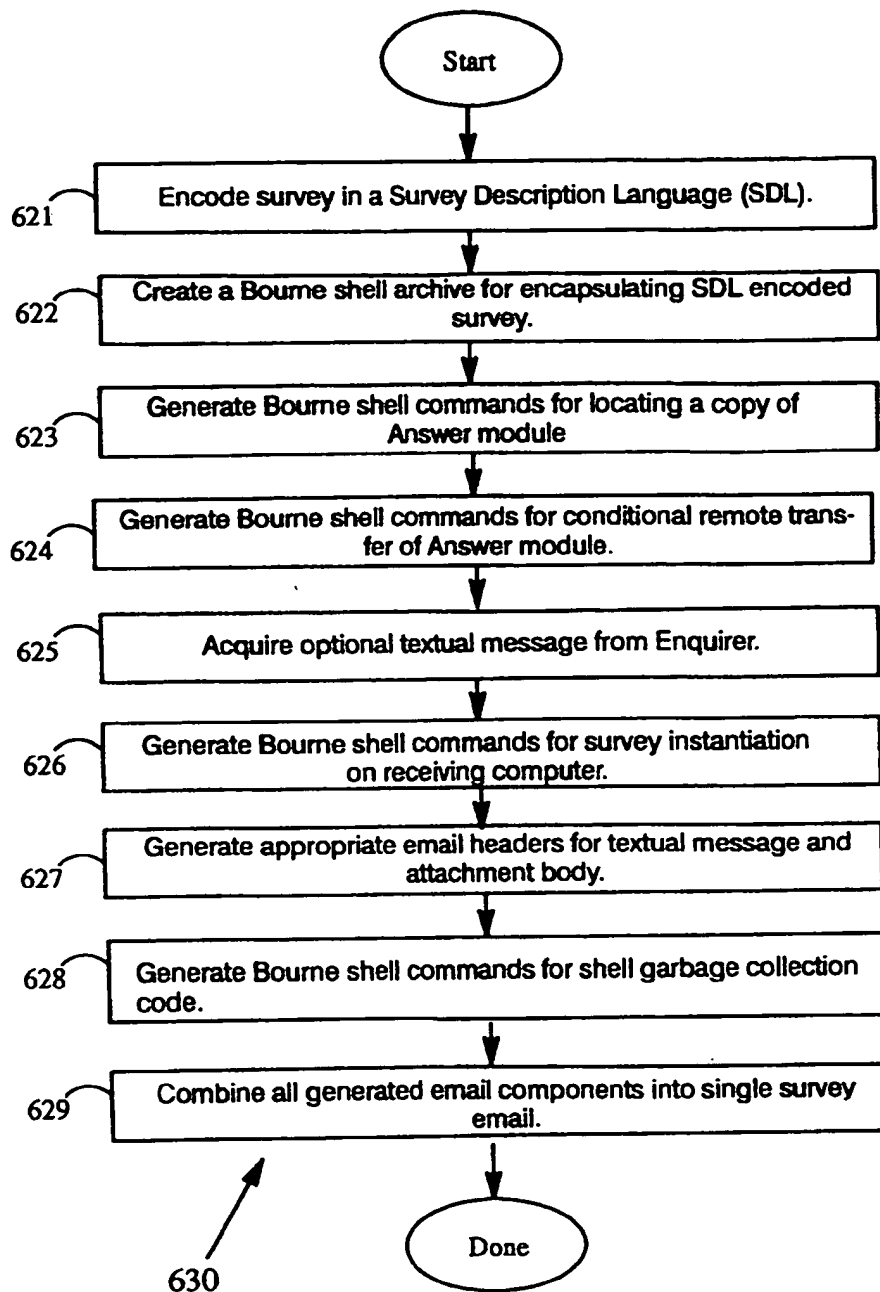 Start
621
Encode survey in a Survey Description Language (SDL).
622
Create a Bourne shell archive for encapsulating SDL encoded
survey.
623
Generate Bourne shell commands for locating a copy of
Answer module
624
Generate Bourne shell commands for conditional remote trans-
fer of Answer module.
625
Acquire optional textual message from Enquirer.
626
Generate Bourne shell commands for survey instantiation
on receiving computer.
627
Generate appropriate email headers for textual message and
attachment body.
628
Generate Bourne shell commands for shell garbage collection
code.
629
Combine all generated email components into single survey
email.
630
Done